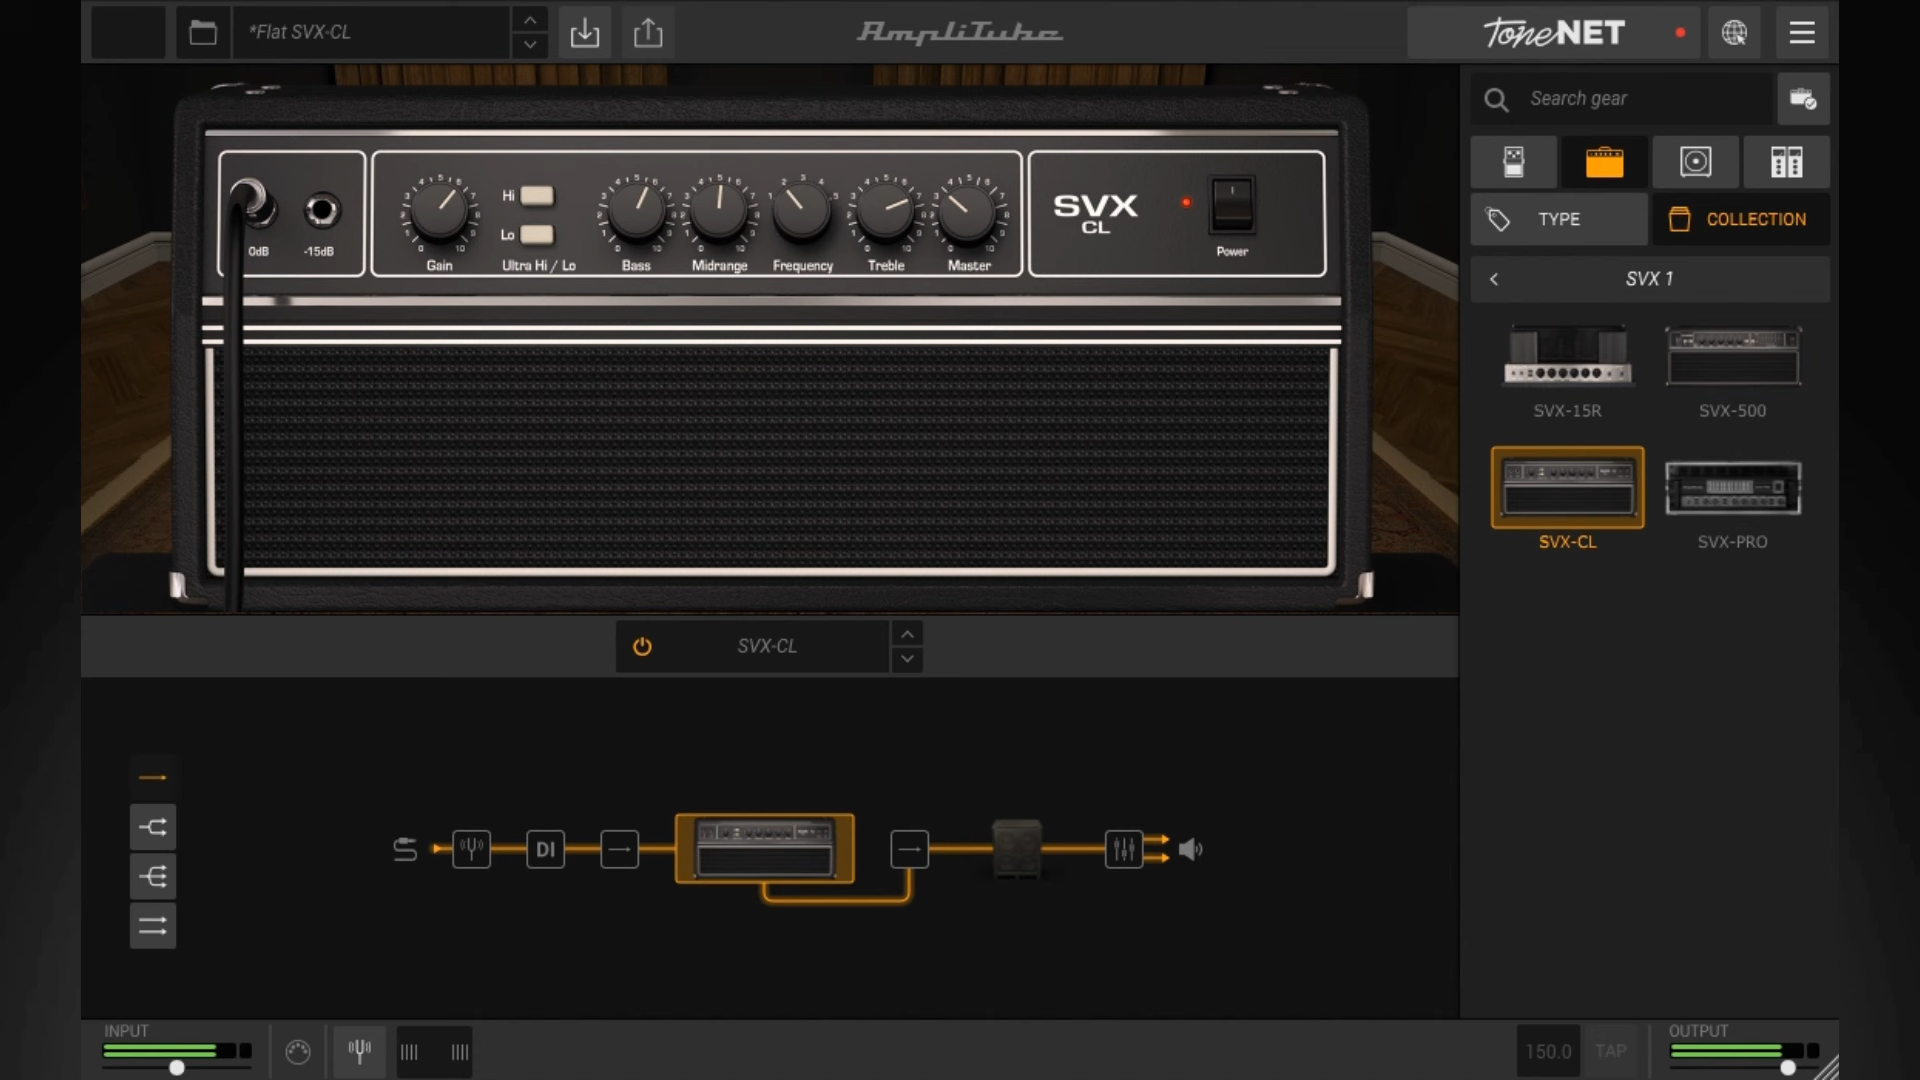 *Flat SVX-CL
AmpliTube
ToneNET
Search gear
TYPE
COLLECTION
SVX 1
SVX-15R
SVX-500
SVX-CL
SVX-PRO
0dB
-15dB
Gain
Hi
Lo
Ultra Hi / Lo
Bass
Midrange
Frequency
Treble
Master
SVX
CL
Power
SVX-CL
DI
INPUT
150.0
TAP
OUTPUT